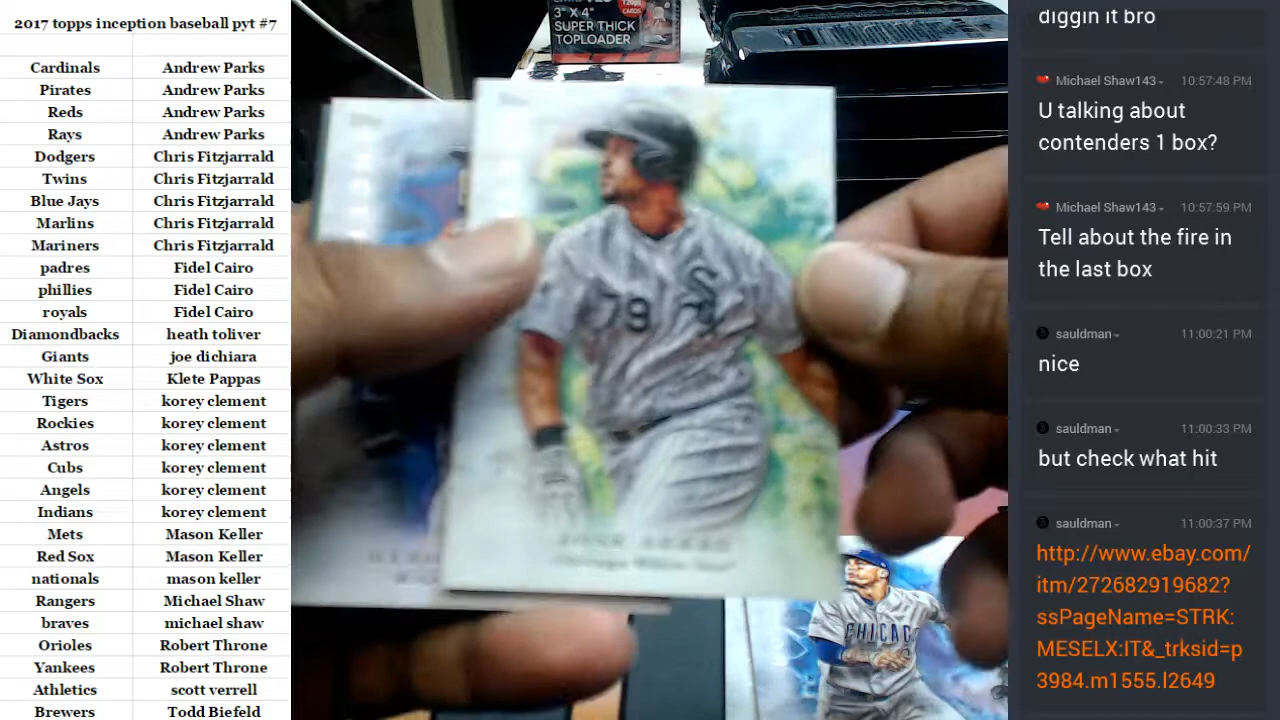 2017 topps inception baseball pyt #7
Cardinals Andrew Parks
Pirates Andrew Parks
Reds Andrew Parks
Rays Andrew Parks
Dodgers Chris Fitzjarrald
Twins Chris Fitzjarrald
Blue Jays Chris Fitzjarrald
Marlins Chris Fitzjarrald
Mariners Chris Fitzjarrald
padres Fidel Cairo
phillies Fidel Cairo
royals Fidel Cairo
Diamondbacks heath toliver
Giants joe dichiara
White Sox Klete Pappas
Tigers korey clement
Rockies korey clement
Astros korey clement
Cubs korey clement
Angels korey clement
Indians korey clement
Mets Mason Keller
Red Sox Mason Keller
nationals mason keller
Rangers Michael Shaw
braves michael shaw
Orioles Robert Throne
Yankees Robert Throne
Athletics scott verrell
Brewers Todd Biefeld
3" X 4"
SUPER THICK
TOPLOADER
79
CHICAG
diggin it bro
Michael Shaw143 10:57:48 PM
U talking about
contenders 1 box?
Michael Shaw143 10:57:59 PM
Tell about the fire in
the last box
sauldman 11:00:21 PM
nice
sauldman 11:00:33 PM
but check what hit
sauldman 11:00:37 PM
http://www.ebay.com/
itm/272682919682?
ssPageName=STRK:
MESELX:IT&_trksid=p
3984.m1555.l2649